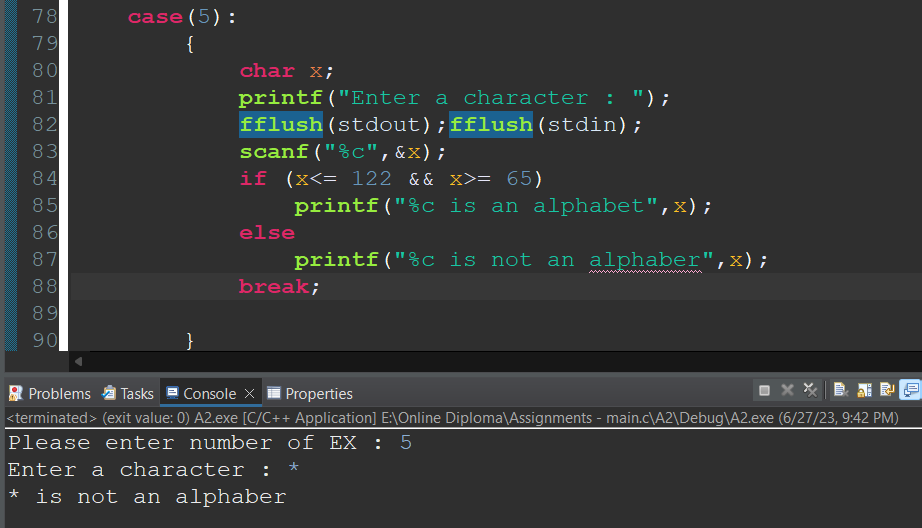 78 case(5):
79 {
80 char x;
81 printf("Enter a character : ");
82 fflush(stdout);fflush(stdin);
83 scanf("%c",&x);
84 if (x<= 122 && x>= 65)
85 printf("%c is an alphabet",x);
86 else
87 printf("%c is not an alphaber",x);
88 break;
89
90 }
Problems Tasks Console Properties
<terminated> (exit value: 0) A2.exe [C/C++ Application] E:\Online Diploma\Assignments - main.c\A2\Debug\A2.exe (6/27/23, 9:42 PM)
Please enter number of EX : 5
Enter a character : *
* is not an alphaber